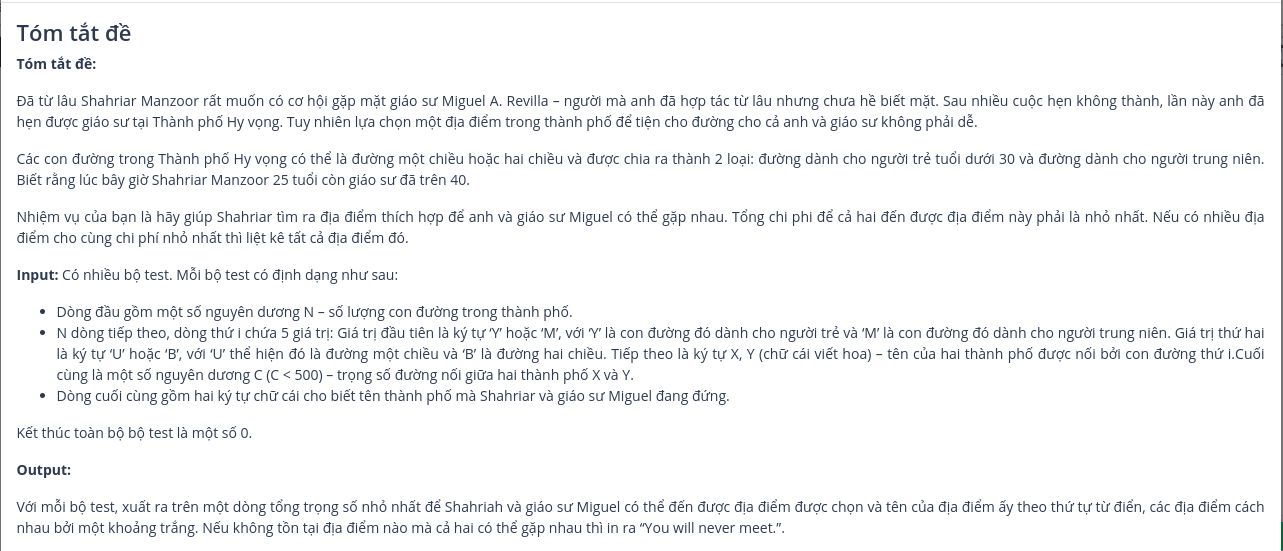 Tóm tắt đề
Tóm tắt đề:
Đã từ lâu Shahriar Manzoor rất muốn có cơ hội gặp mặt giáo sư Miguel A. Revilla – người mà anh đã hợp tác từ lâu nhưng chưa hề biết mặt. Sau nhiều cuộc hẹn không thành, lần này anh đã
hẹn được giáo sư tại Thành phố Hy vọng. Tuy nhiên lựa chọn một địa điểm trong thành phố để tiện cho đường cho cả anh và giáo sư không phải dễ.
Các con đường trong Thành phố Hy vọng có thể là đường một chiều hoặc hai chiều và được chia ra thành 2 loại: đường dành cho người trẻ tuổi dưới 30 và đường dành cho người trung niên.
Biết rằng lúc bây giờ Shahriar Manzoor 25 tuổi còn giáo sư đã trên 40.
Nhiệm vụ của bạn là hãy giúp Shahriar tìm ra địa điểm thích hợp để anh và giáo sư Miguel có thể gặp nhau. Tổng chi phi để cả hai đến được địa điểm này phải là nhỏ nhất. Nếu có nhiều địa
điểm cho cùng chi phí nhỏ nhất thì liệt kê tất cả địa điểm đó.
Input: Có nhiều bộ test. Mỗi bộ test có định dạng như sau:
• Dòng đầu gồm một số nguyên dương N – số lượng con đường trong thành phố.
• N dòng tiếp theo, dòng thứ i chứa 5 giá trị: Giá trị đầu tiên là ký tự ‘Y’ hoặc ‘M’, với ‘Y’ là con đường đó dành cho người trẻ và ‘M’ là con đường đó dành cho người trung niên. Giá trị thứ hai
là ký tự ‘U’ hoặc ‘B’, với ‘U’ thể hiện đó là đường một chiều và ‘B’ là đường hai chiều. Tiếp theo là ký tự X, Y (chữ cái viết hoa) – tên của hai thành phố được nối bởi con đường thứ i.Cuối
cùng là một số nguyên dương C (C < 500) – trọng số đường nối giữa hai thành phố X và Y.
• Dòng cuối cùng gồm hai ký tự chữ cái cho biết tên thành phố mà Shahriar và giáo sư Miguel đang đứng.
Kết thúc toàn bộ bộ test là một số 0.
Output:
Với mỗi bộ test, xuất ra trên một dòng tổng trọng số nhỏ nhất để Shahriah và giáo sư Miguel có thể đến được địa điểm được chọn và tên của địa điểm ấy theo thứ tự từ điển, các địa điểm cách
nhau bởi một khoảng trắng. Nếu không tồn tại địa điểm nào mà cả hai có thể gặp nhau thì in ra “You will never meet.”.